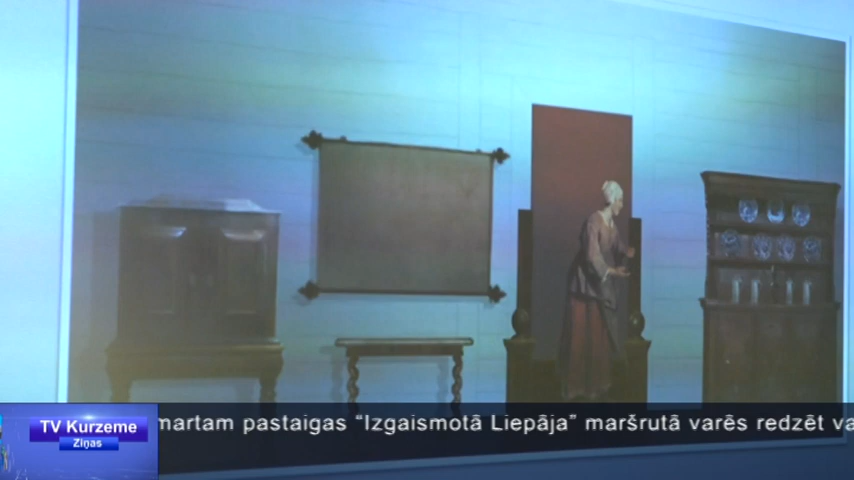 TV Kurzeme
Ziņas
martam pastaigas “Izgaismotā Liepāja” maršrutā varēs redzēt va